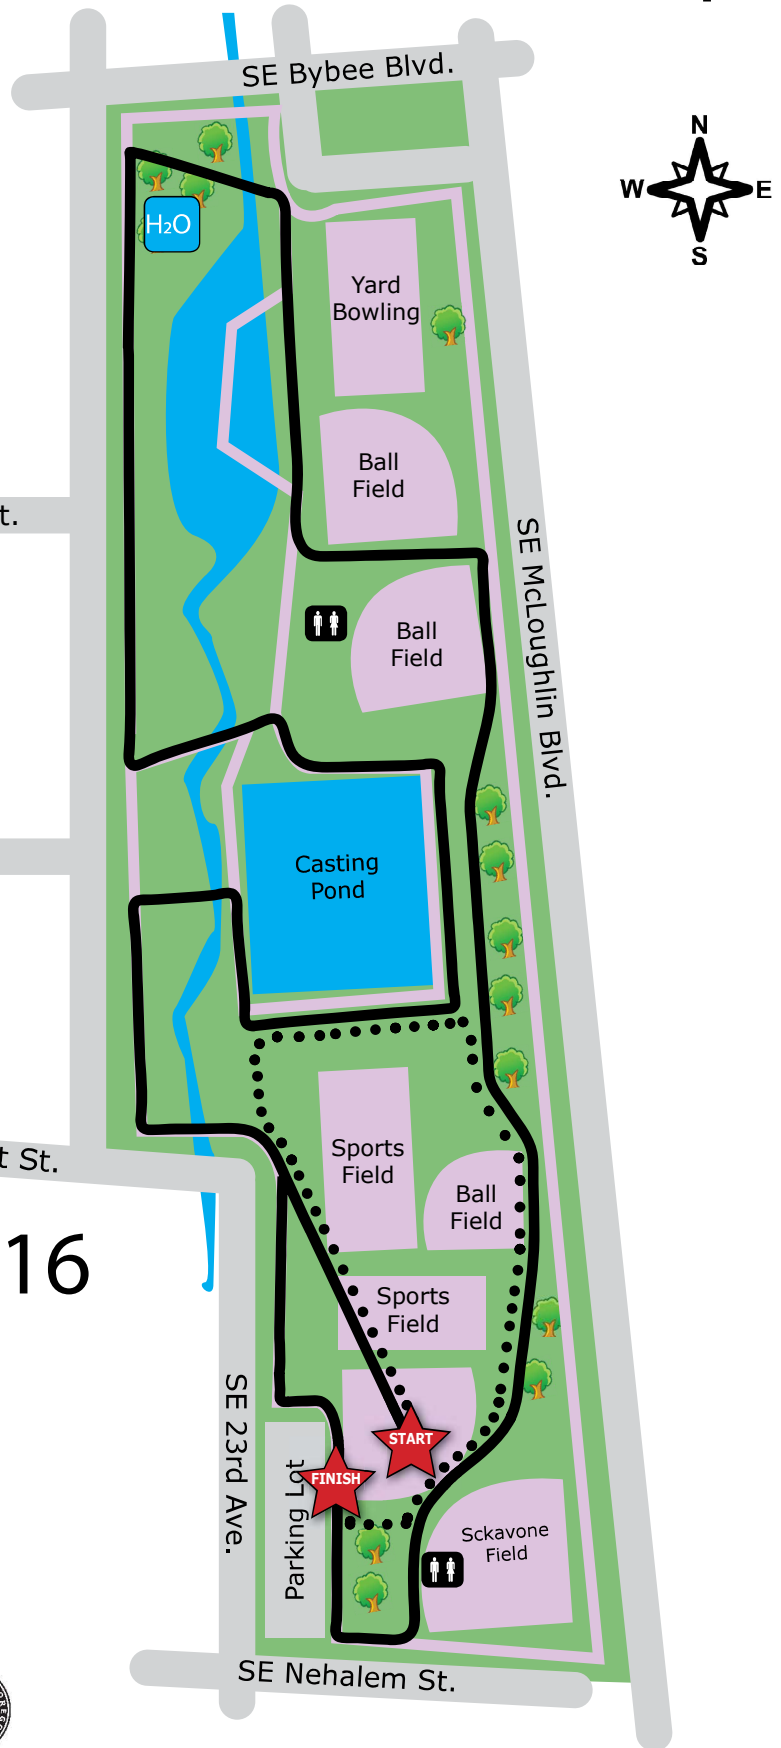 SE Bybee Blvd.
N
W
E
S
H₂O
Yard
Bowling
Ball
Field
t.
SE McLoughlin Blvd.
Ball
Field
Casting
Pond
t St.
Sports
Field
Ball
Field
16
Sports
Field
SE 23rd Ave.
START
FINISH
Parking Lot
Sckavone
Field
SE Nehalem St.